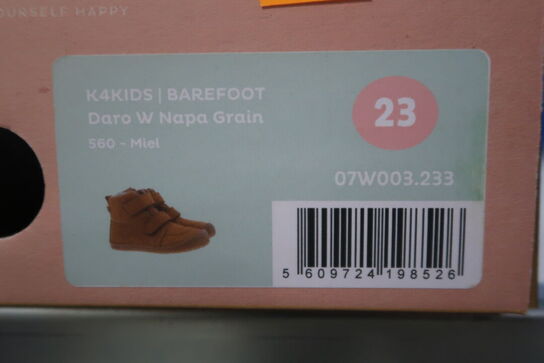 OURSELF HAPPY
K4KIDS | BAREFOOT
Daro W Napa Grain
560 - Miel
23
07W003.233
5 609724 198526